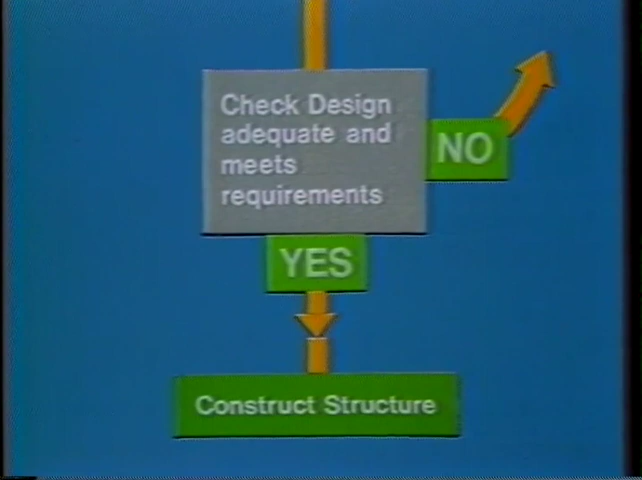 Check Design
adequate and
meets
requirements
NO
YES
Construct Structure